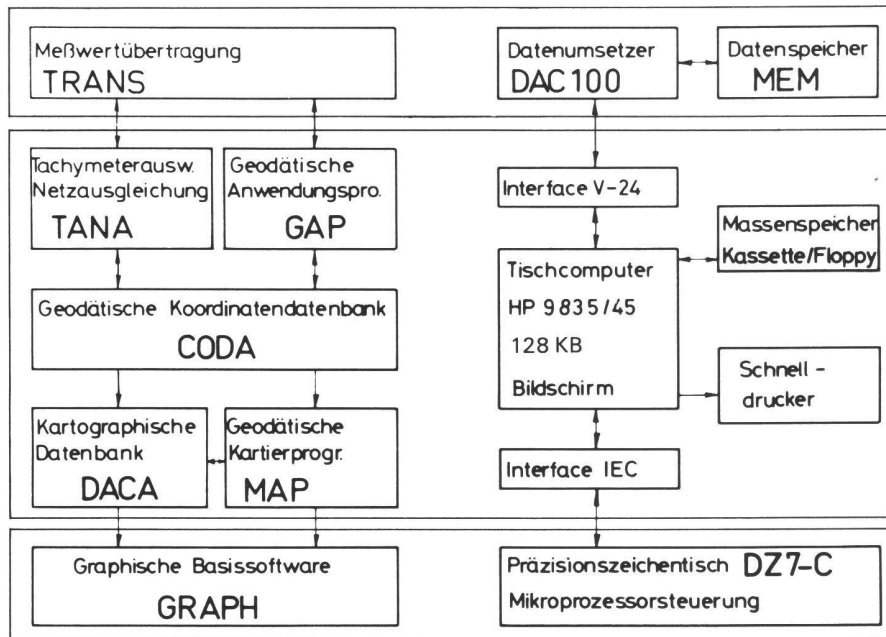 Meßwertübertragung
TRANS
Datenumsetzer
DAC 100
Datenspeicher
MEM
Tachymeterausw.
Netzausgleichung
TANA
Geodätische
Anwendungspro.
GAP
Interface V-24
Massenspeicher
Kassette/Floppy
Geodätische Koordinatendatenbank
CODA
Tischcomputer
HP 9835/45
128 KB
Bildschirm
Schnell-
drucker
Kartographische
Datenbank
DACA
Geodätische
Kartierprogr.
MAP
Interface IEC
Graphische Basissoftware
GRAPH
Präzisionszeichentisch DZ7-C
Mikroprozessorsteuerung